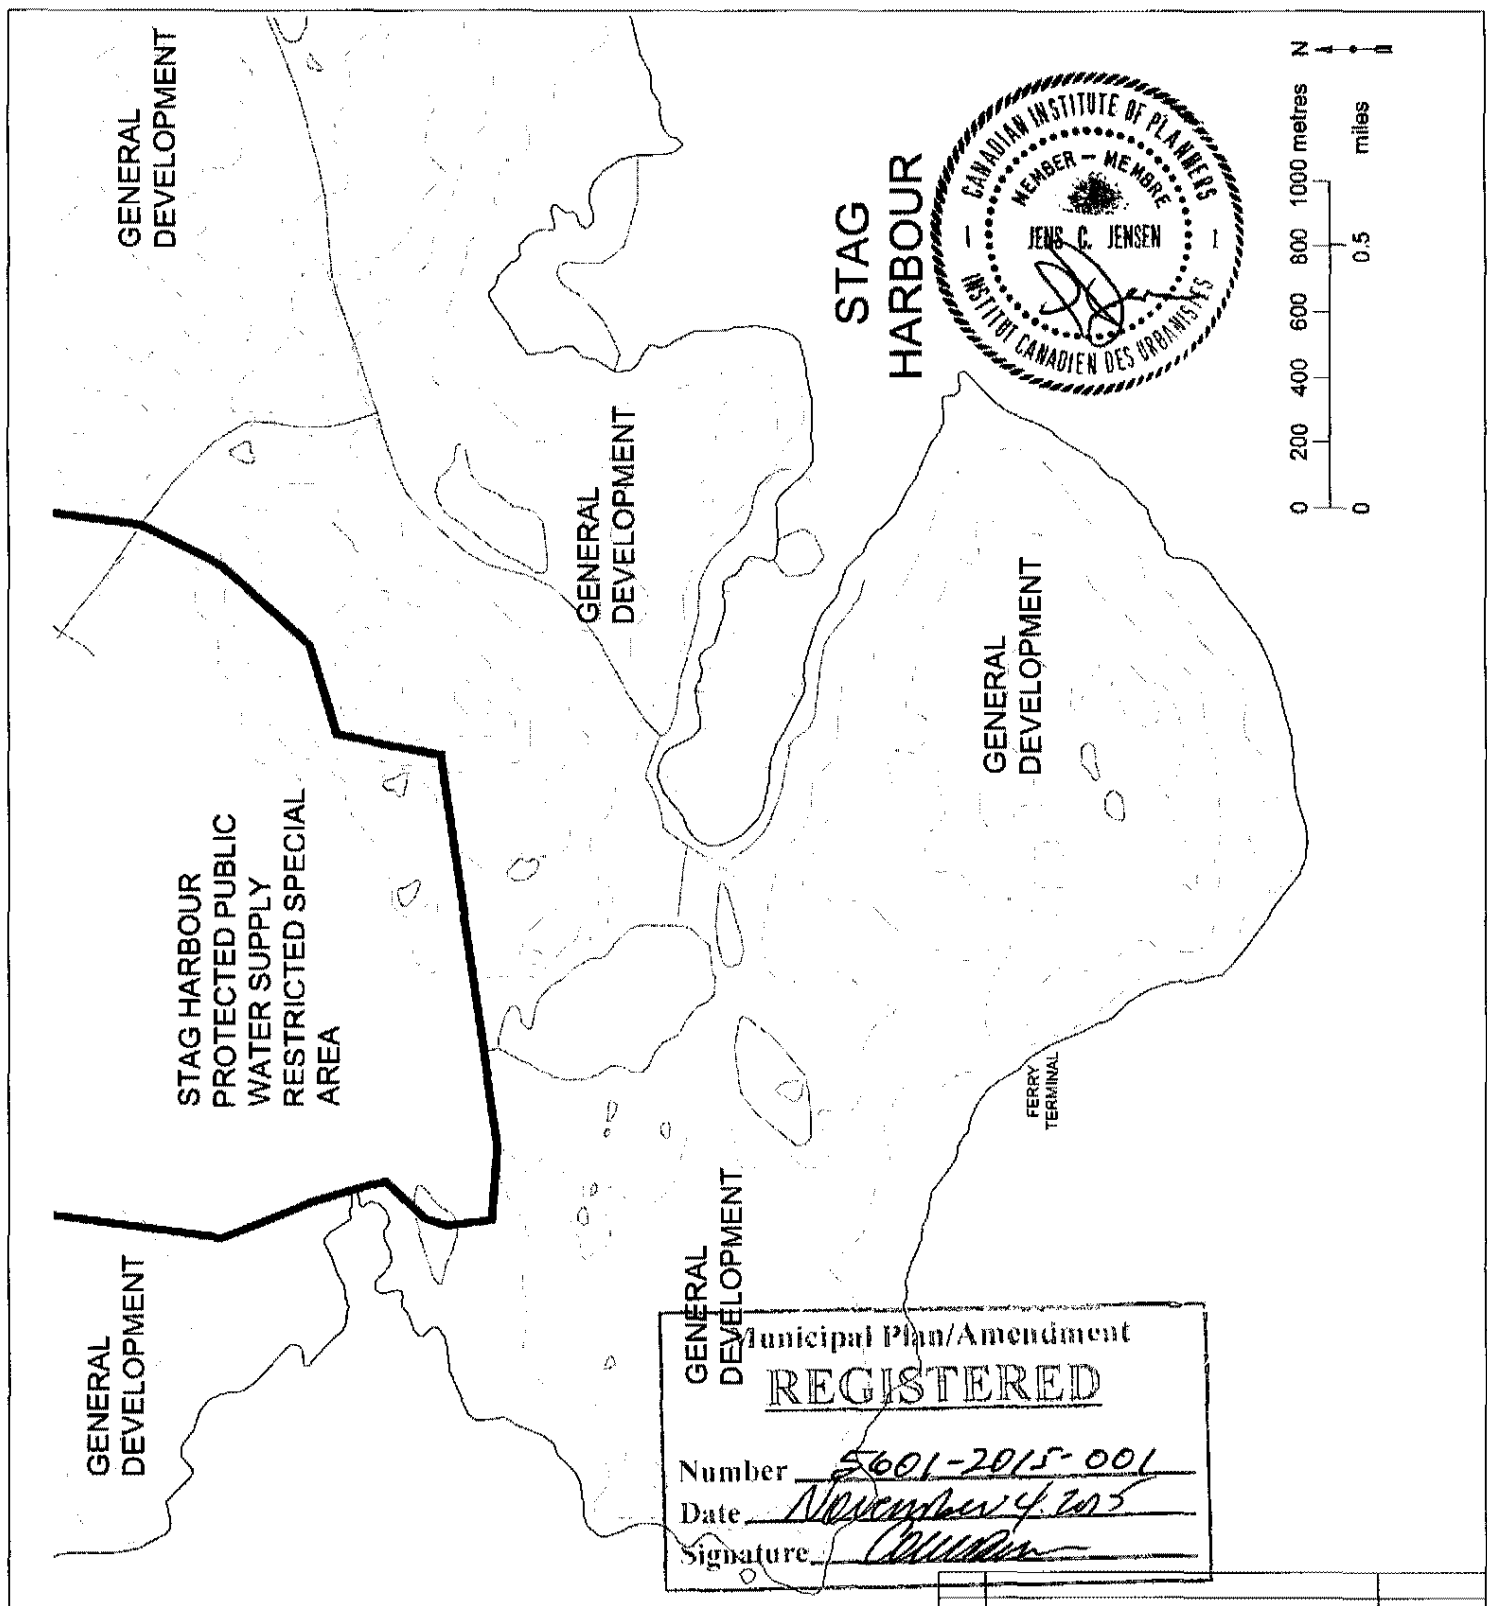 GENERAL
DEVELOPMENT
STAG HARBOUR
PROTECTED PUBLIC
WATER SUPPLY
RESTRICTED SPECIAL
AREA
GENERAL
DEVELOPMENT
GENERAL
DEVELOPMENT
GENERAL
DEVELOPMENT
GENERAL
DEVELOPMENT
FERRY
TERMINAL
STAG
HARBOUR
CANADIAN INSTITUTE OF PLANNERS
MEMBER – MEMBRE
JENS C. JENSEN
INSTITUT CANADIEN DES URBANISTES
0 200 400 600 800 1000 metres N
0 0.5 miles
Municipal Plan/Amendment
REGISTERED
Number 5601-2015-001
Date November 4. 2015
Signature